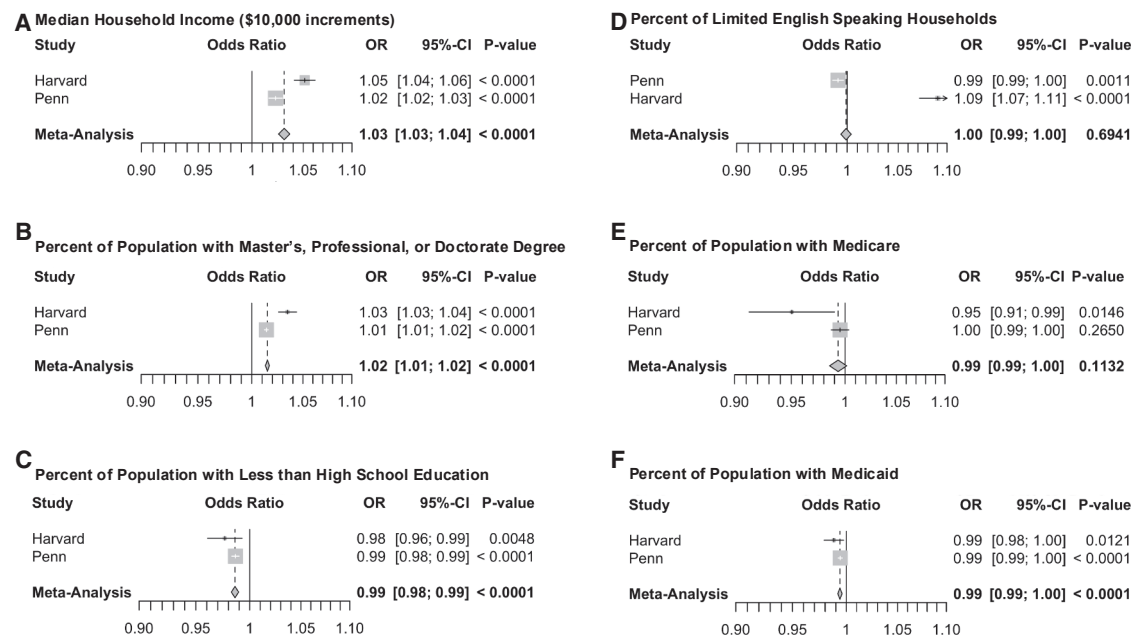 A Median Household Income ($10,000 increments)
Study Odds Ratio OR 95%-CI P-value
Harvard 1.05 [1.04; 1.06] < 0.0001
Penn 1.02 [1.02; 1.03] < 0.0001
Meta-Analysis 1.03 [1.03; 1.04] < 0.0001
0.90 0.95 1 1.05 1.10
B Percent of Population with Master's, Professional, or Doctorate Degree
Study Odds Ratio OR 95%-CI P-value
Harvard 1.03 [1.03; 1.04] < 0.0001
Penn 1.01 [1.01; 1.02] < 0.0001
Meta-Analysis 1.02 [1.01; 1.02] < 0.0001
0.90 0.95 1 1.05 1.10
C Percent of Population with Less than High School Education
Study Odds Ratio OR 95%-CI P-value
Harvard 0.98 [0.96; 0.99] 0.0048
Penn 0.99 [0.98; 0.99] < 0.0001
Meta-Analysis 0.99 [0.98; 0.99] < 0.0001
0.90 0.95 1 1.05 1.10
D Percent of Limited English Speaking Households
Study Odds Ratio OR 95%-CI P-value
Penn 0.99 [0.99; 1.00] 0.0011
Harvard 1.09 [1.07; 1.11] < 0.0001
Meta-Analysis 1.00 [0.99; 1.00] 0.6941
0.90 0.95 1 1.05 1.10
E Percent of Population with Medicare
Study Odds Ratio OR 95%-CI P-value
Harvard 0.95 [0.91; 0.99] 0.0146
Penn 1.00 [0.99; 1.00] 0.2650
Meta-Analysis 0.99 [0.99; 1.00] 0.1132
0.90 0.95 1 1.05 1.10
F Percent of Population with Medicaid
Study Odds Ratio OR 95%-CI P-value
Harvard 0.99 [0.98; 1.00] 0.0121
Penn 0.99 [0.99; 1.00] < 0.0001
Meta-Analysis 0.99 [0.99; 1.00] < 0.0001
0.90 0.95 1 1.05 1.10